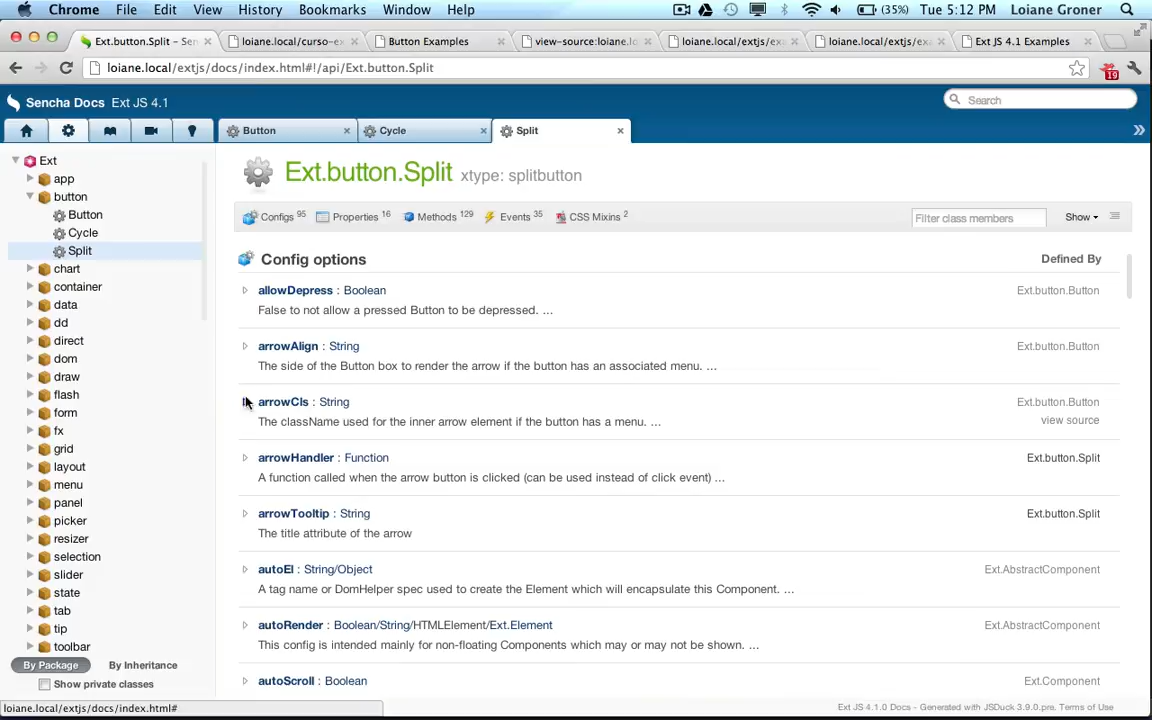 Chrome File Edit View History Bookmarks Window Help (35%) Tue 5:12 PM Loiane Groner
Ext.button.Split – Sen loiane.local/curso-ex Button Examples view-source:loiane.lo loiane.local/extjs/exa loiane.local/extjs/exa Ext JS 4.1 Examples
loiane.local/extjs/docs/index.html#!/api/Ext.button.Split 19
Sencha Docs Ext JS 4.1 Search
Button Cycle Split
Ext
app
button
Button
Cycle
Split
chart
container
data
dd
direct
dom
draw
flash
form
fx
grid
layout
menu
panel
picker
resizer
selection
slider
state
tab
tip
toolbar
By Package By Inheritance
Show private classes
loiane.local/extjs/docs/index.html#
Ext.button.Split xtype: splitbutton
Configs 95 Properties 16 Methods 129 Events 35 CSS Mixins 2 Filter class members Show
Config options Defined By
allowDepress : Boolean Ext.button.Button
False to not allow a pressed Button to be depressed. ...
arrowAlign : String Ext.button.Button
The side of the Button box to render the arrow if the button has an associated menu. ...
arrowCls : String Ext.button.Button
The className used for the inner arrow element if the button has a menu. ... view source
arrowHandler : Function Ext.button.Split
A function called when the arrow button is clicked (can be used instead of click event) ...
arrowTooltip : String Ext.button.Split
The title attribute of the arrow
autoEl : String/Object Ext.AbstractComponent
A tag name or DomHelper spec used to create the Element which will encapsulate this Component. ...
autoRender : Boolean/String/HTMLElement/Ext.Element Ext.AbstractComponent
This config is intended mainly for non-floating Components which may or may not be shown. ...
autoScroll : Boolean Ext.Component
Ext JS 4.1.0 Docs - Generated with JSDuck 3.9.0.pre. Terms of Use